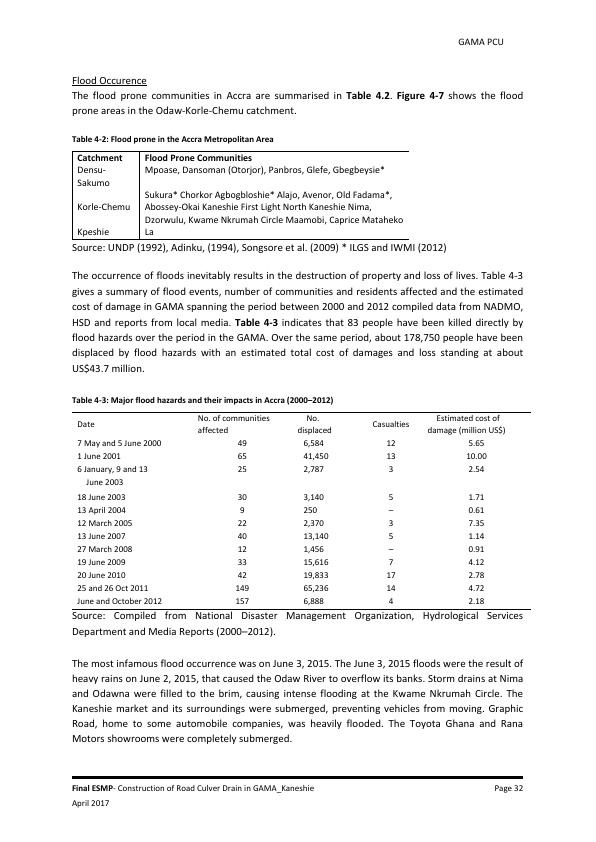 GAMA PCU
Flood Occurence
The flood prone communities in Accra are summarised in Table 4.2. Figure 4-7 shows the flood
prone areas in the Odaw-Korle-Chemu catchment.
Table 4-2: Flood prone in the Accra Metropolitan Area
Catchment Flood Prone Communities
Densu- Mpoase, Dansoman (Otorjor), Panbros, Glefe, Gbegbeysie*
Sakumo
Sukura* Chorkor Agbogbloshie* Alajo, Avenor, Old Fadama*,
Korle-Chemu Abossey-Okai Kaneshie First Light North Kaneshie Nima,
Dzorwulu, Kwame Nkrumah Circle Maamobi, Caprice Mataheko
Kpeshie La
Source: UNDP (1992), Adinku, (1994), Songsore et al. (2009) * ILGS and IWMI (2012)
The occurrence of floods inevitably results in the destruction of property and loss of lives. Table 4-3
gives a summary of flood events, number of communities and residents affected and the estimated
cost of damage in GAMA spanning the period between 2000 and 2012 compiled data from NADMO,
HSD and reports from local media. Table 4-3 indicates that 83 people have been killed directly by
flood hazards over the period in the GAMA. Over the same period, about 178,750 people have been
displaced by flood hazards with an estimated total cost of damages and loss standing at about
US$43.7 million.
Table 4-3: Major flood hazards and their impacts in Accra (2000–2012)
Date No. of communities affected No. displaced Casualties Estimated cost of damage (million US$)
7 May and 5 June 2000 49 6,584 12 5.65
1 June 2001 65 41,450 13 10.00
6 January, 9 and 13 25 2,787 3 2.54
June 2003
18 June 2003 30 3,140 5 1.71
13 April 2004 9 250 – 0.61
12 March 2005 22 2,370 3 7.35
13 June 2007 40 13,140 5 1.14
27 March 2008 12 1,456 – 0.91
19 June 2009 33 15,616 7 4.12
20 June 2010 42 19,833 17 2.78
25 and 26 Oct 2011 149 65,236 14 4.72
June and October 2012 157 6,888 4 2.18
Source: Compiled from National Disaster Management Organization, Hydrological Services
Department and Media Reports (2000–2012).
The most infamous flood occurrence was on June 3, 2015. The June 3, 2015 floods were the result of
heavy rains on June 2, 2015, that caused the Odaw River to overflow its banks. Storm drains at Nima
and Odawna were filled to the brim, causing intense flooding at the Kwame Nkrumah Circle. The
Kaneshie market and its surroundings were submerged, preventing vehicles from moving. Graphic
Road, home to some automobile companies, was heavily flooded. The Toyota Ghana and Rana
Motors showrooms were completely submerged.
Final ESMP- Construction of Road Culver Drain in GAMA_Kaneshie Page 32
April 2017